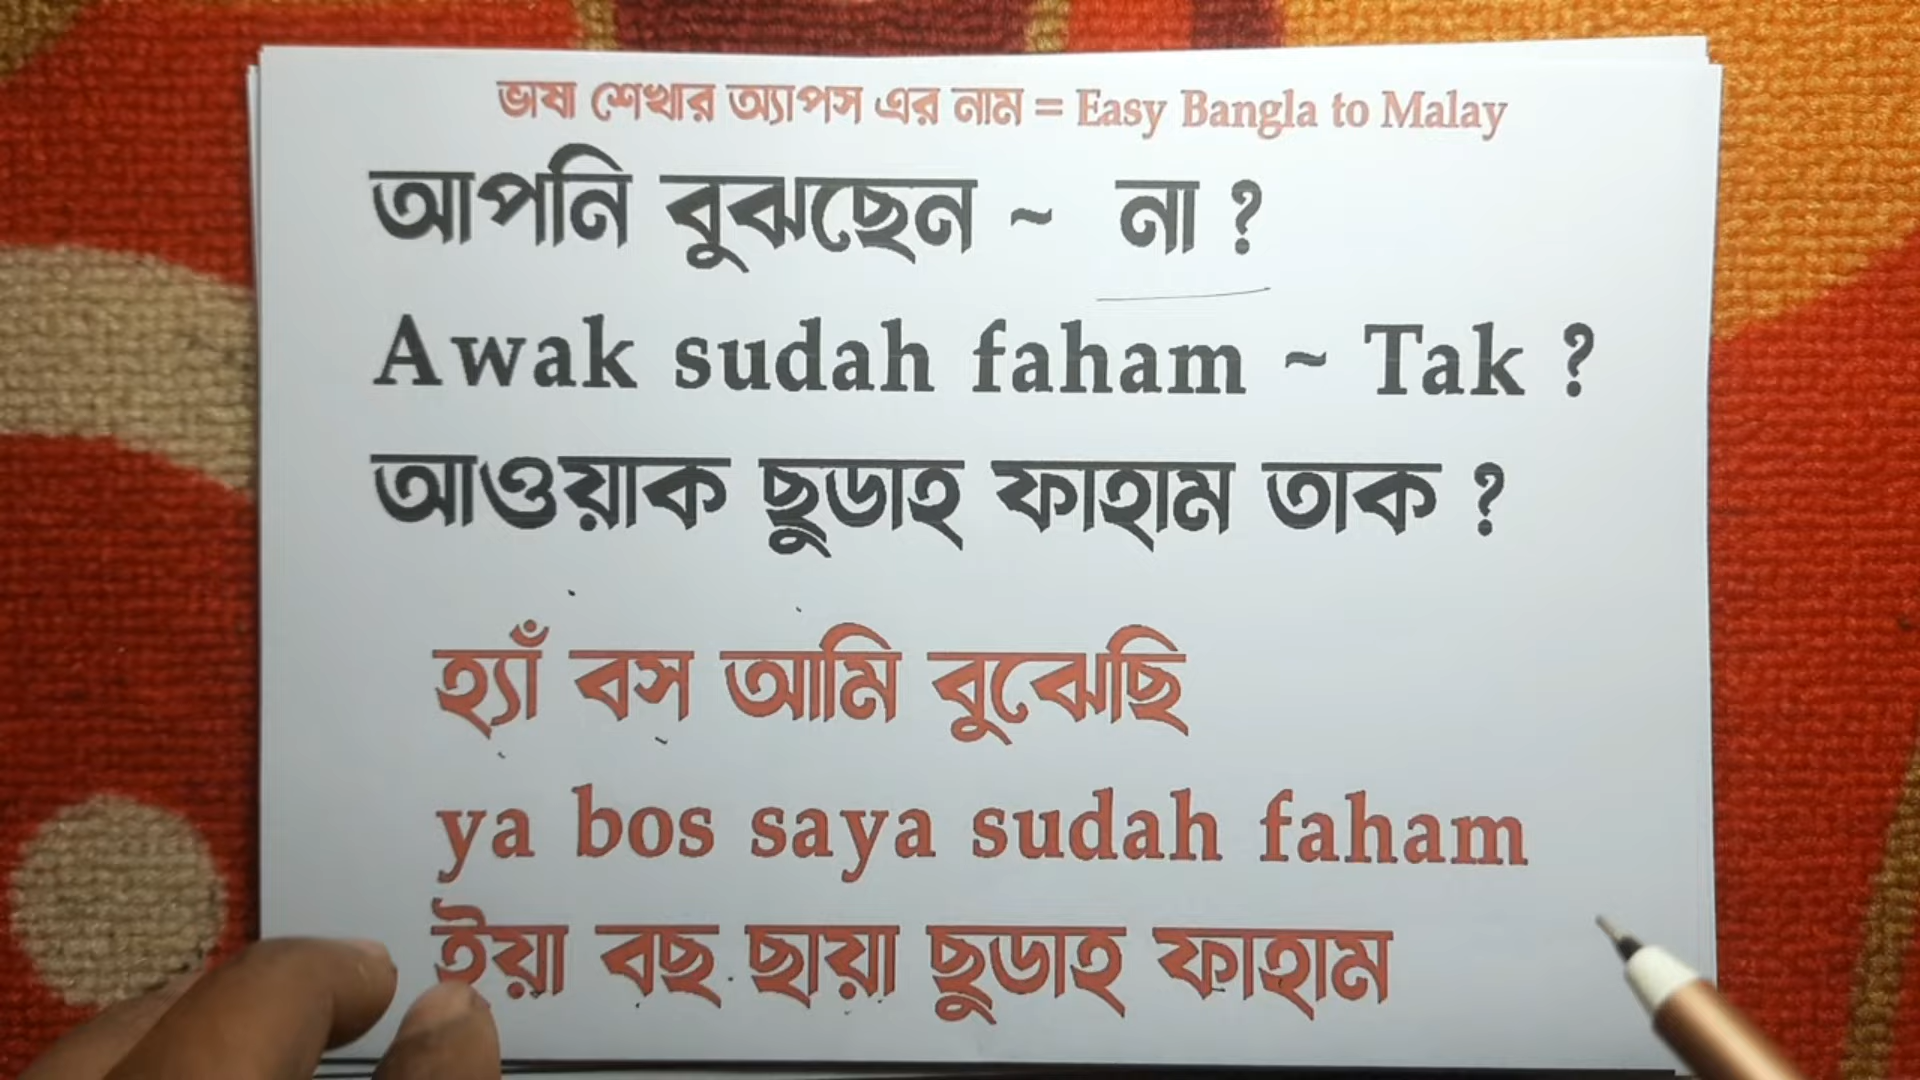 ভাষা শেখার অ্যাপস এর নাম = Easy Bangla to Malay
আপনি বুঝছেন ~ না ?
Awak sudah faham ~ Tak ?
আওয়াক ছুডাহ ফাহাম তাক ?
হ্যাঁ বস আমি বুঝেছি
ya bos saya sudah faham
ইয়া বছ ছায়া ছুডাহ ফাহাম